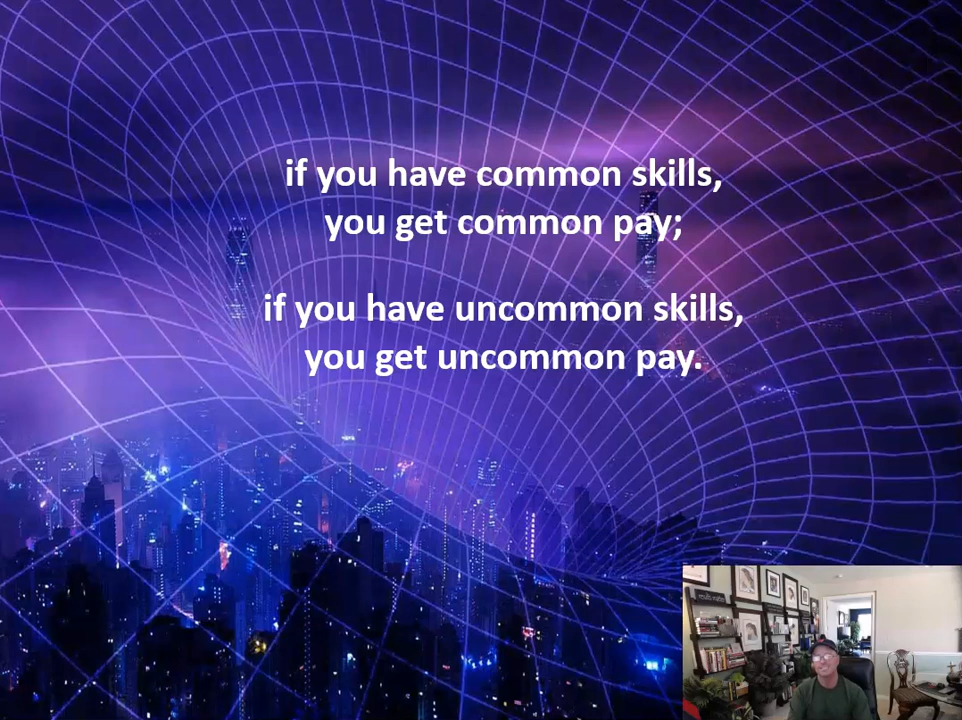 if you have common skills,
you get common pay;
if you have uncommon skills,
you get uncommon pay.